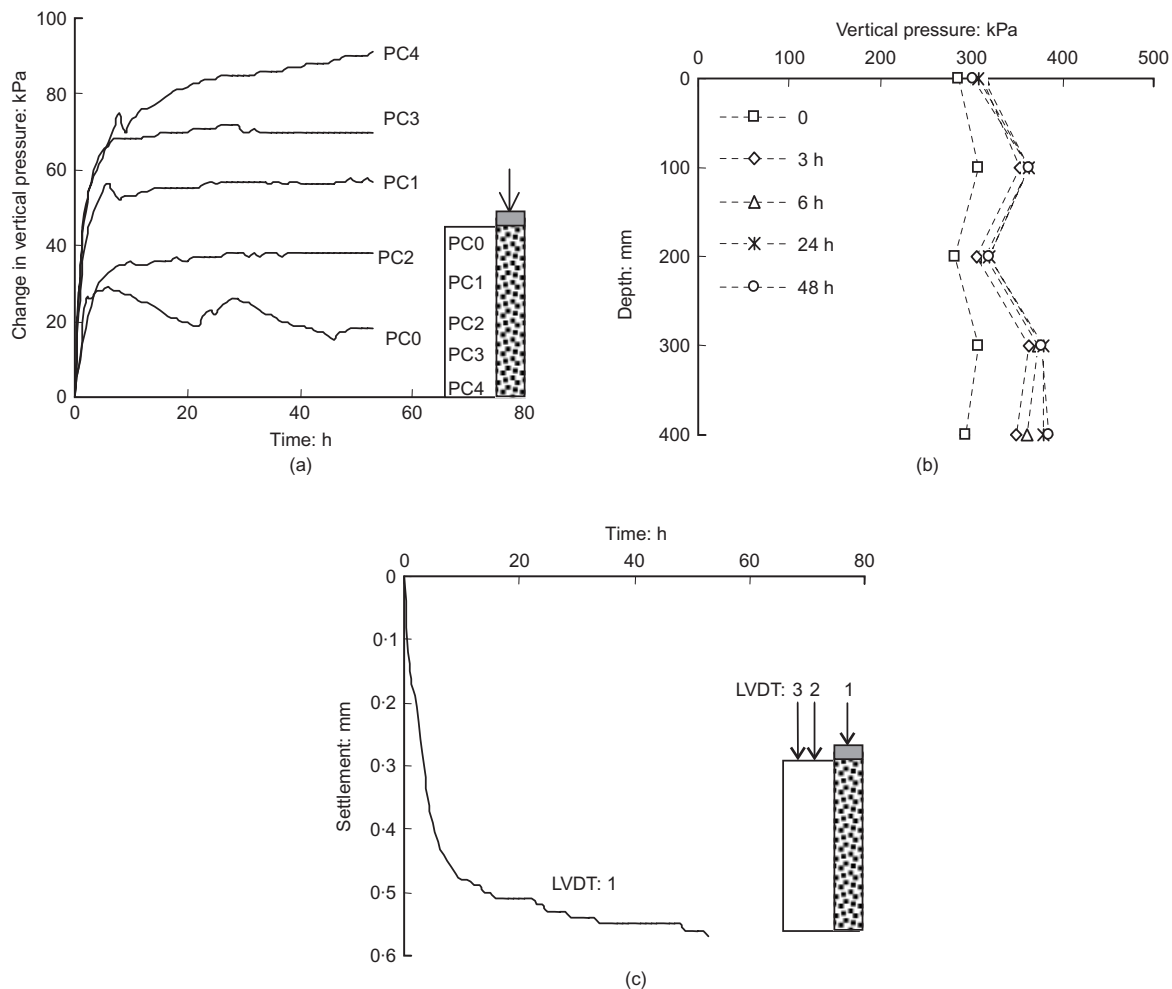 100
80
60
40
20
0
Change in vertical pressure: kPa
0 20 40 60 80
Time: h
PC4
PC3
PC1
PC2
PC0
PC0
PC1
PC2
PC3
PC4
(a)
Vertical pressure: kPa
0 100 200 300 400 500
0
100
200
300
400
Depth: mm
0
3 h
6 h
24 h
48 h
(b)
Time: h
0 20 40 60 80
0
0·1
0·2
0·3
0·4
0·5
0·6
Settlement: mm
LVDT: 1
LVDT: 3 2 1
(c)